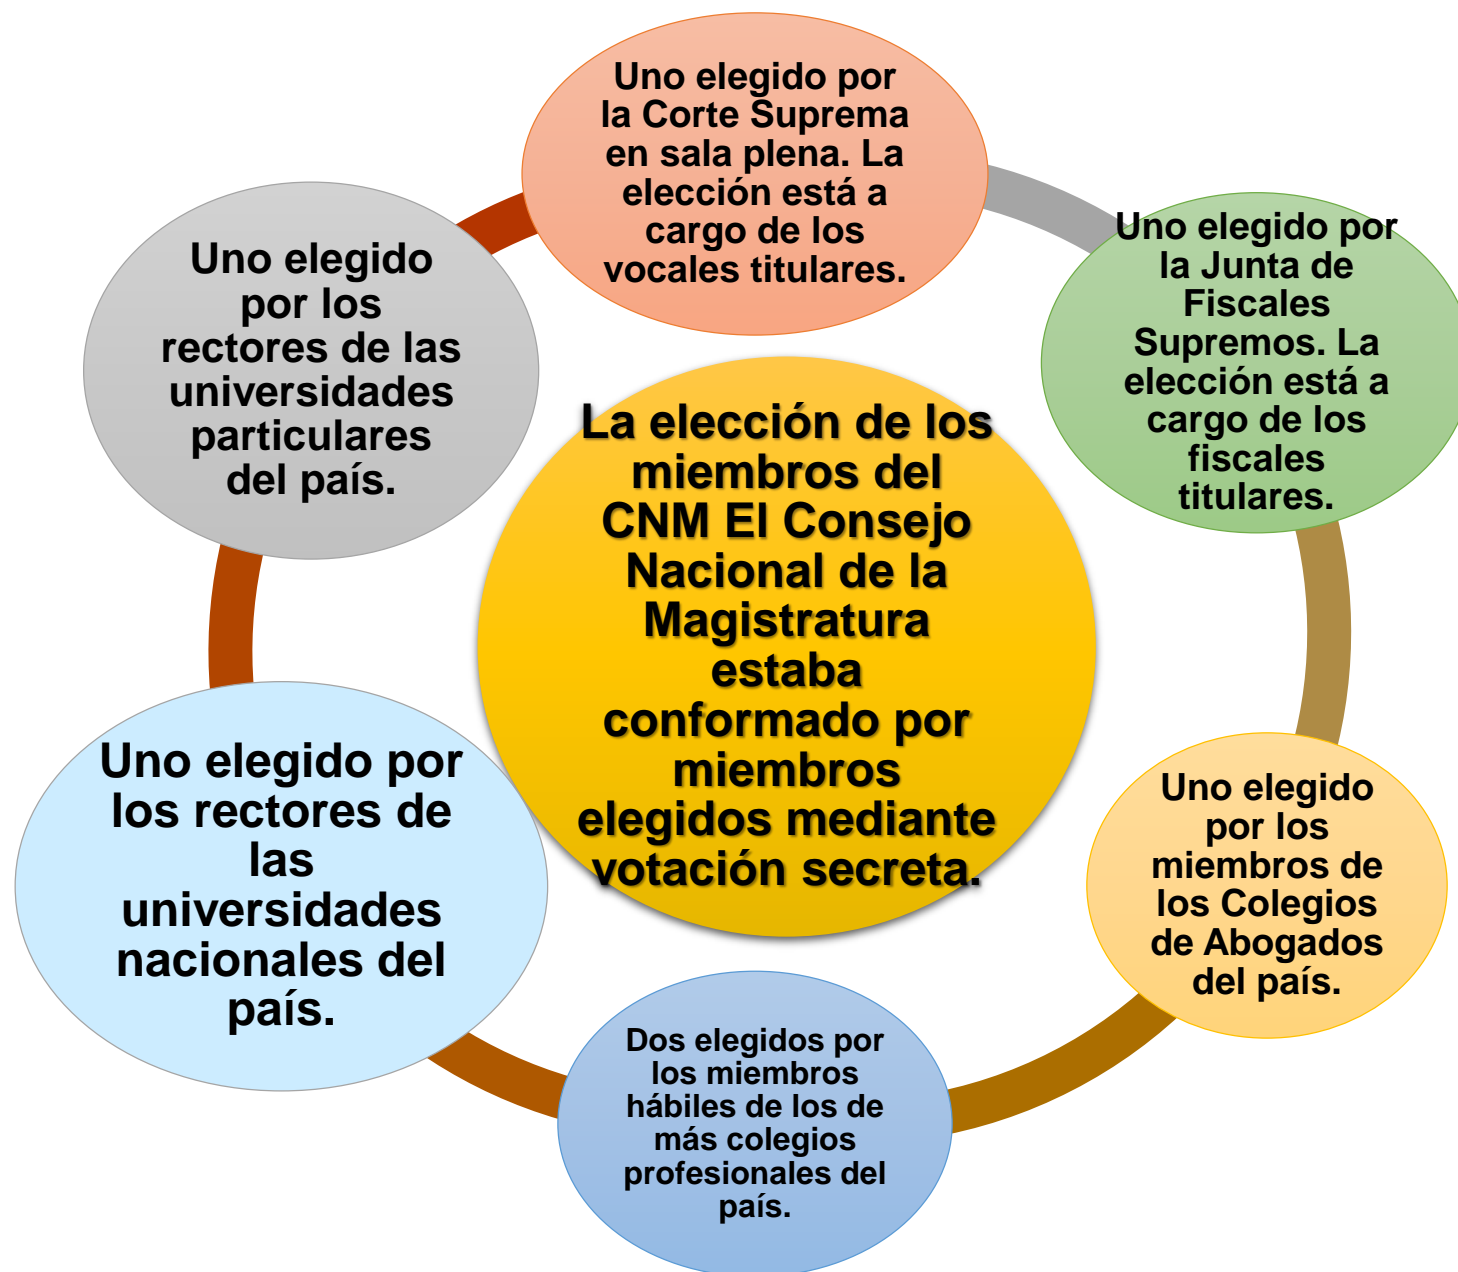 Uno elegido por
la Corte Suprema
en sala plena. La
elección está a
cargo de los
vocales titulares.
Uno elegido por
la Junta de
Fiscales
Supremos. La
elección está a
cargo de los
fiscales
titulares.
Uno elegido
por los
miembros de
los Colegios
de Abogados
del país.
Dos elegidos por
los miembros
hábiles de los de
más colegios
profesionales del
país.
Uno elegido por
los rectores de
las
universidades
nacionales del
país.
Uno elegido
por los
rectores de las
universidades
particulares
del país.
La elección de los
miembros del
CNM El Consejo
Nacional de la
Magistratura
estaba
conformado por
miembros
elegidos mediante
votación secreta.